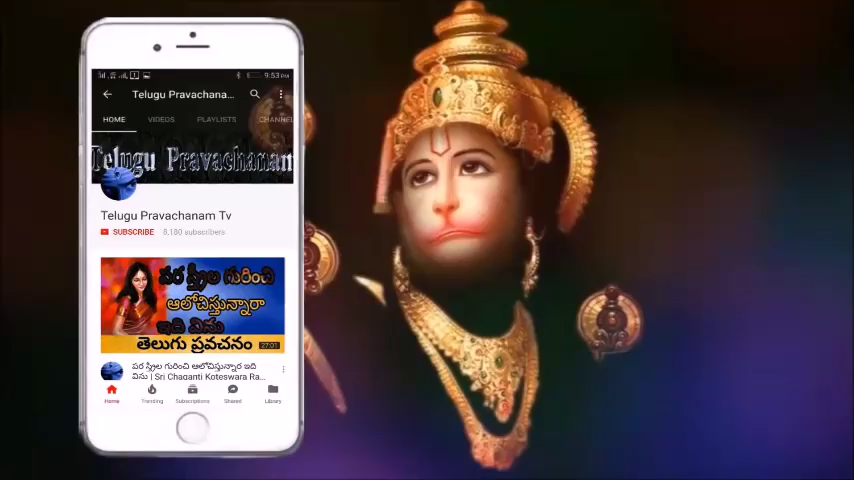 9:53 PM
Telugu Pravachana...
HOME VIDEOS PLAYLISTS CHANNEL
Telugu Pravachanam
Telugu Pravachanam Tv
SUBSCRIBE 8,180 subscribers
పర స్త్రీల గురించి
ఆలోచిస్తున్నారా
ఇది విను
తెలుగు ప్రవచనం 27:01
పర స్త్రీల గురించి ఆలోచిస్తున్నార ఇది
విను | Sri Chaganti Koteswara Ra...
Home Trending Subscriptions Shared Library